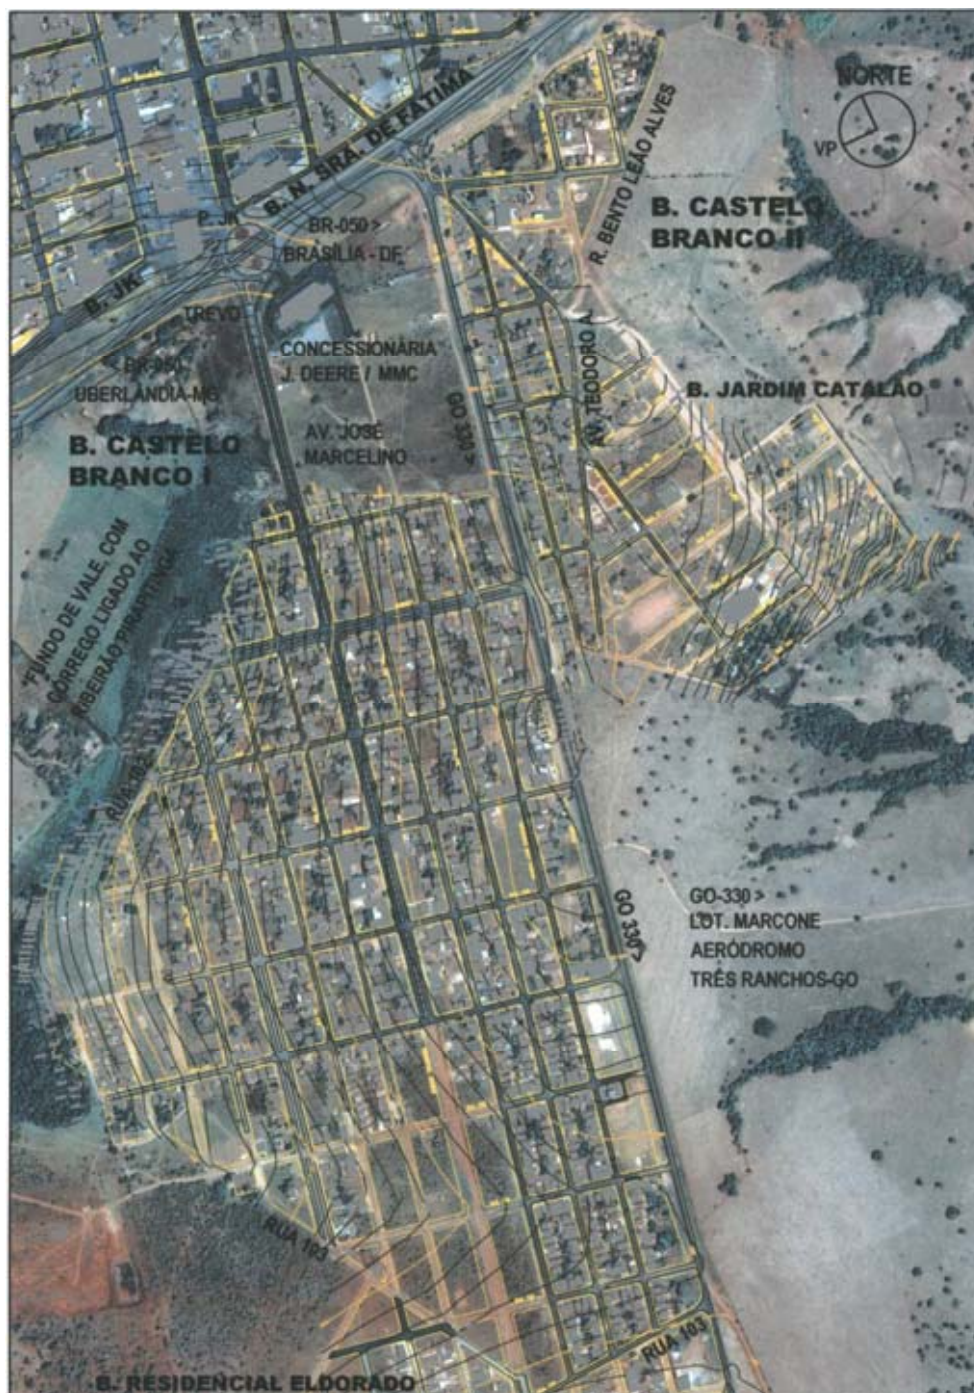 NORTE
VP
B. N. SRA. DE FATIMA
R. BENTO LEÃO ALVES
B. CASTELO
BRANCO II
P. JK
BR-050 >
BRASÍLIA - DF
B. JK
TREVO
CONCESSIONÁRIA
J. DEERE / MMC
< BR-050
UBERLÂNDIA-MG
AV. TEODORO A.
B. JARDIM CATALÃO
GO 330 >
AV. JOSÉ
MARCELINO
B. CASTELO
BRANCO I
FUNDO DE VALE, COM
CÓRREGO LIGADO AO
RIBEIRÃO PIRAPITINGA
GO 330 >
GO-330 >
LOT. MARCONE
AERÓDROMO
TRÊS RANCHOS-GO
RUA 103
RUA 103
B. RESIDENCIAL ELDORADO